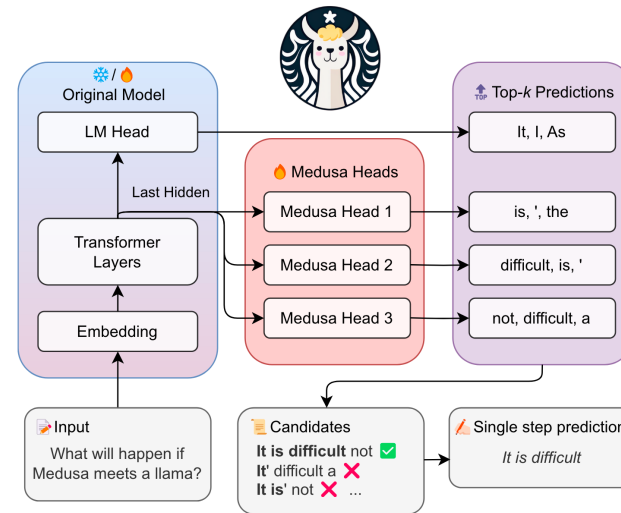 ❄️ / 🔥
Original Model
LM Head
Last Hidden
Transformer
Layers
Embedding
🔥 Medusa Heads
Medusa Head 1
Medusa Head 2
Medusa Head 3
TOP Top-k Predictions
It, I, As
is, ', the
difficult, is, '
not, difficult, a
📝 Input
What will happen if
Medusa meets a llama?
📜 Candidates
It is difficult not ✅
It' difficult a ❌
It is' not ❌ ...
✍🏻 Single step prediction
It is difficult